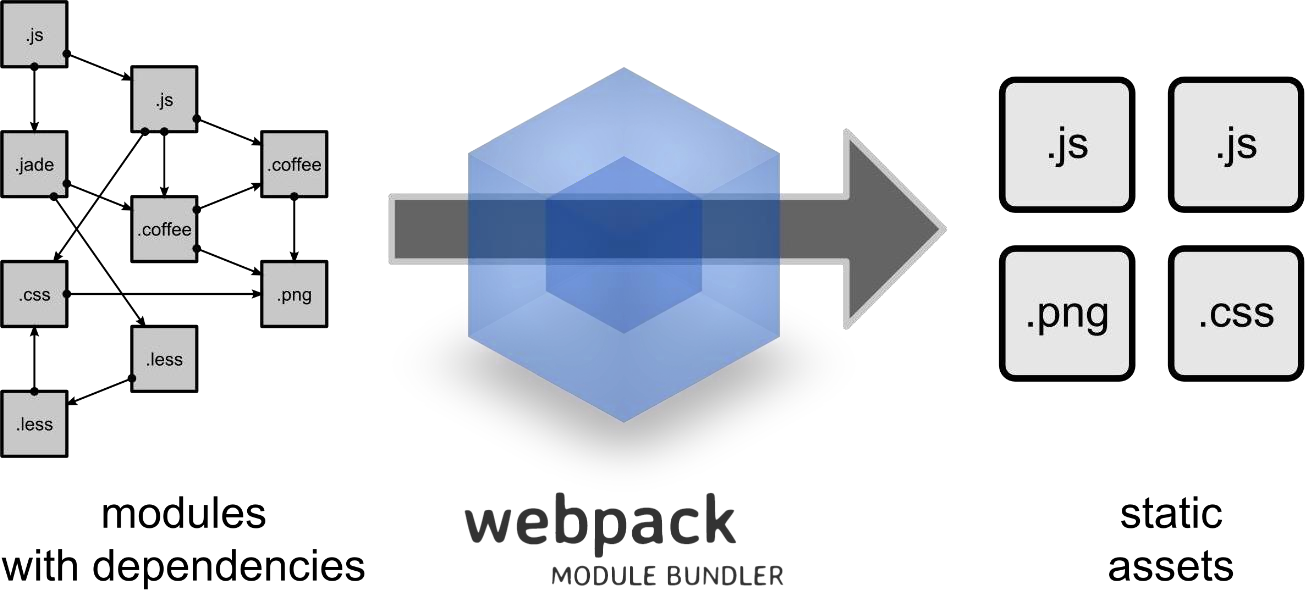 .js
.js
.jade
.coffee
.coffee
.css
.png
.less
.less
modules
with dependencies
webpack
MODULE BUNDLER
.js
.js
.png
.css
static
assets